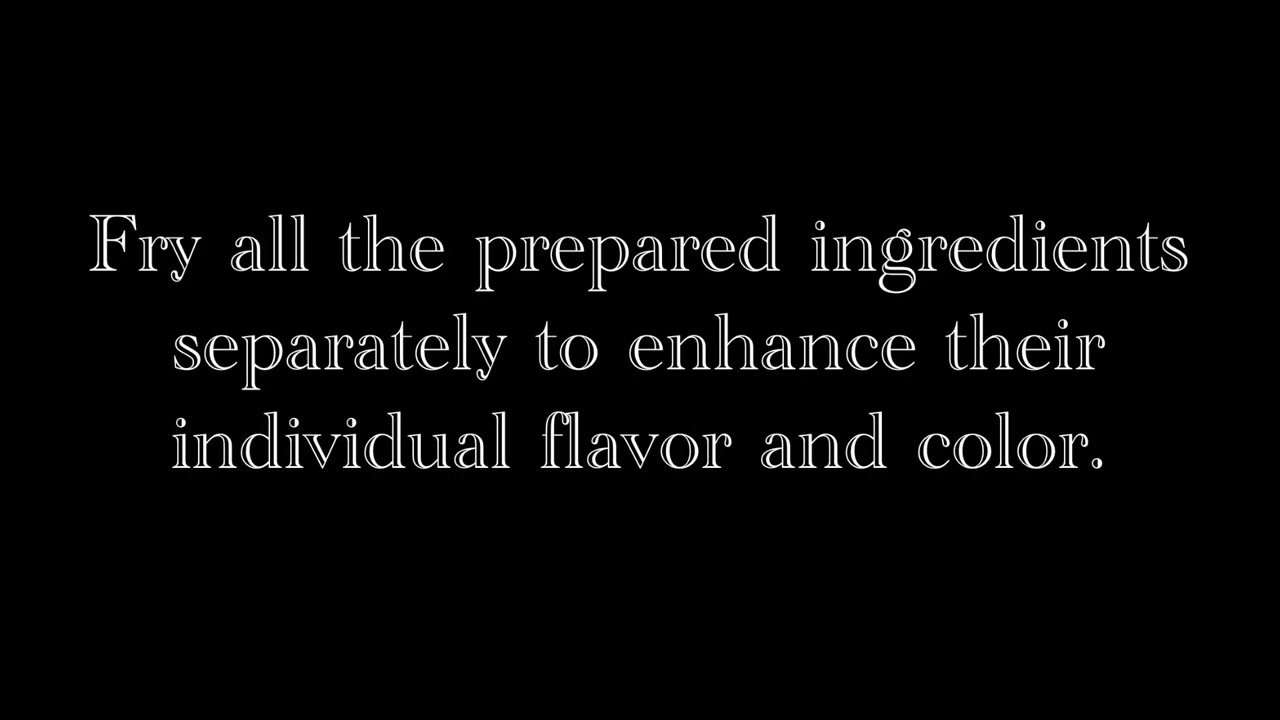 Fry all the prepared ingredients
separately to enhance their
individual flavor and color.